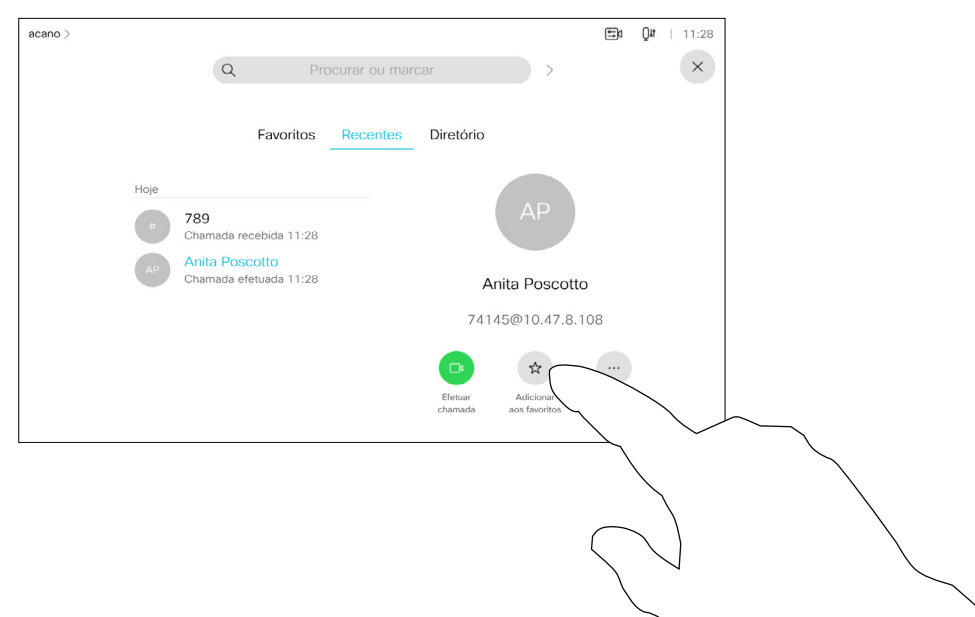 acano >
11:28
Procurar ou marcar
Favoritos
Recentes
Diretório
Hoje
#
789
Chamada recebida 11:28
AP
Anita Poscotto
Chamada efetuada 11:28
AP
Anita Poscotto
74145@10.47.8.108
Efetuar
chamada
Adicionar
aos favoritos